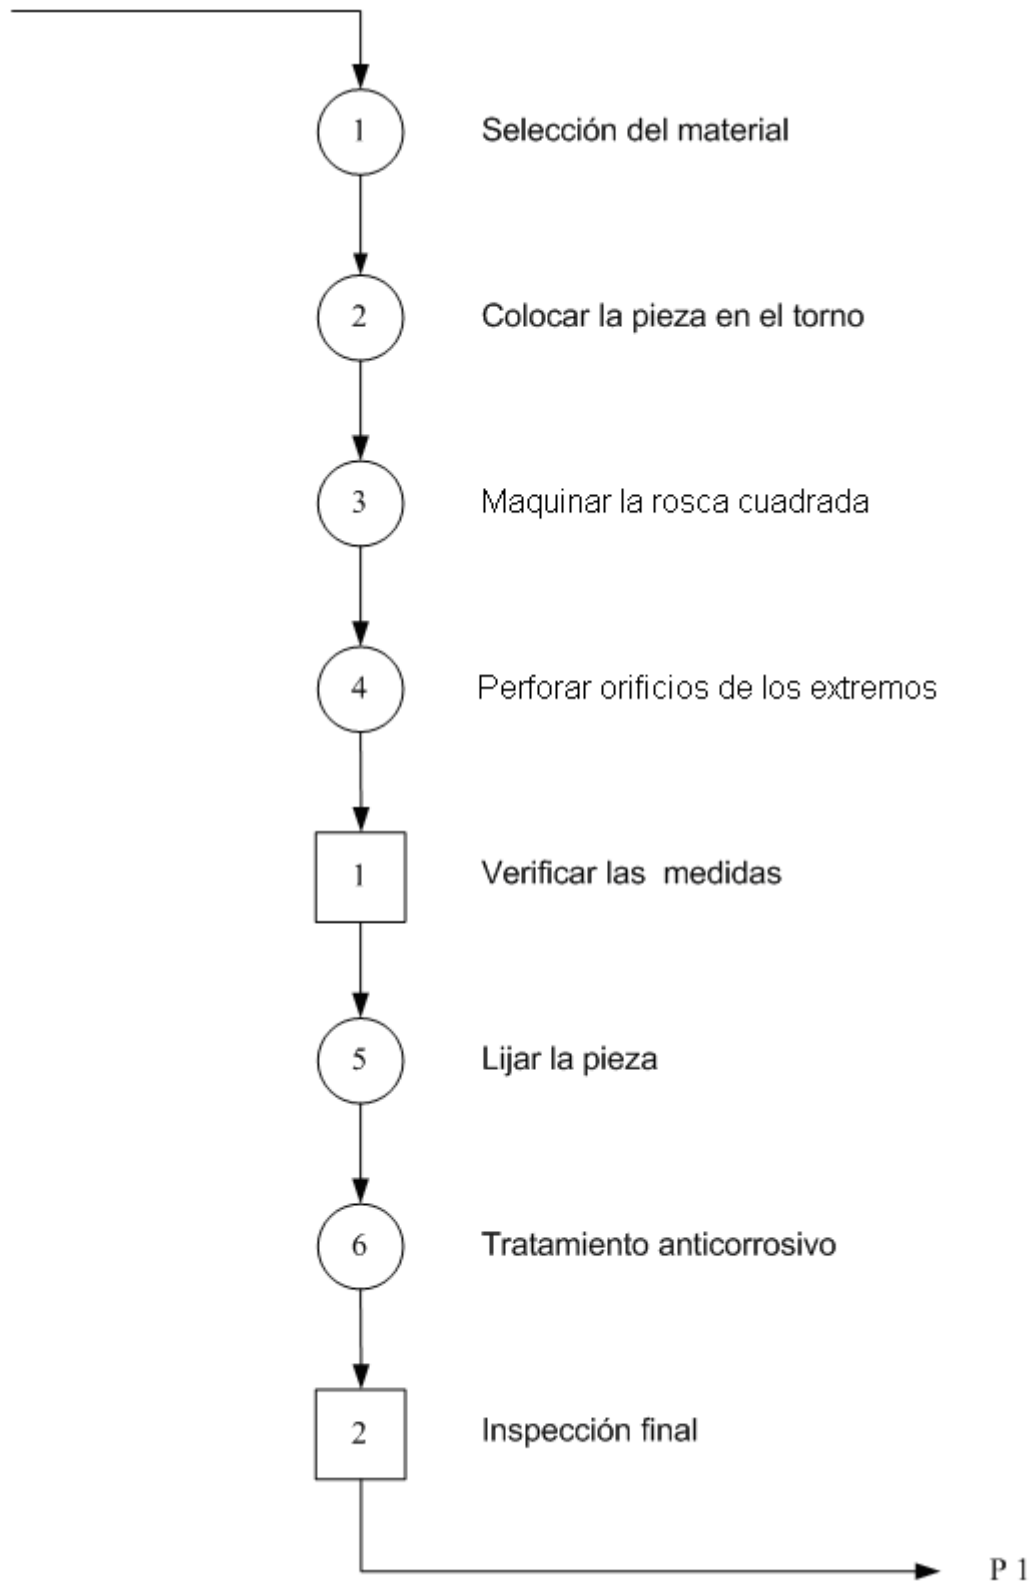 1 Selección del material
2 Colocar la pieza en el torno
3 Maquinar la rosca cuadrada
4 Perforar orificios de los extremos
1 Verificar las medidas
5 Lijar la pieza
6 Tratamiento anticorrosivo
2 Inspección final
P 1